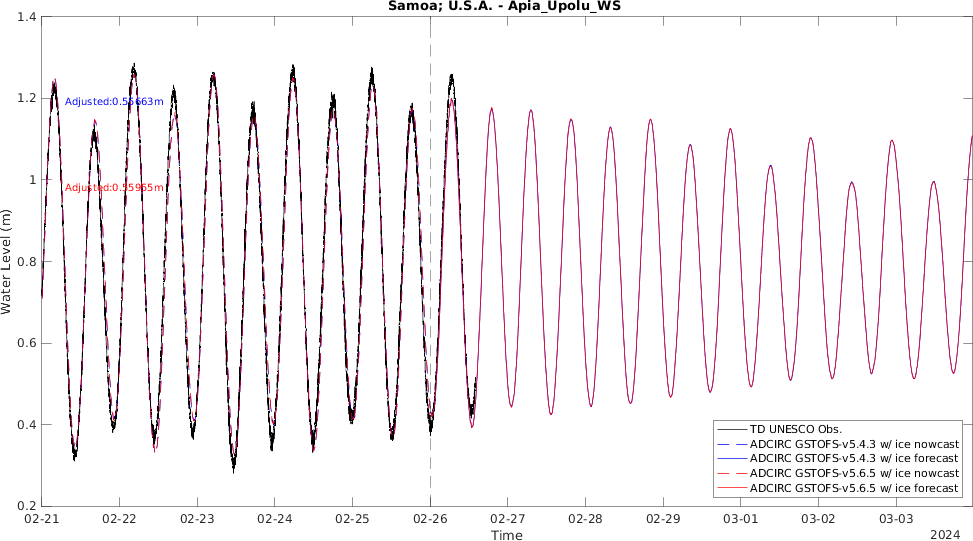 Samoa; U.S.A. - Apia_Upolu_WS
1.4
1.2
1
0.8
0.6
0.4
0.2
Water Level (m)
Adjusted:0.55663m
Adjusted:0.55965m
TD UNESCO Obs.
ADCIRC GSTOFS-v5.4.3 w/ ice nowcast
ADCIRC GSTOFS-v5.4.3 w/ ice forecast
ADCIRC GSTOFS-v5.6.5 w/ ice nowcast
ADCIRC GSTOFS-v5.6.5 w/ ice forecast
02-21 02-22 02-23 02-24 02-25 02-26 02-27 02-28 02-29 03-01 03-02 03-03
Time
2024